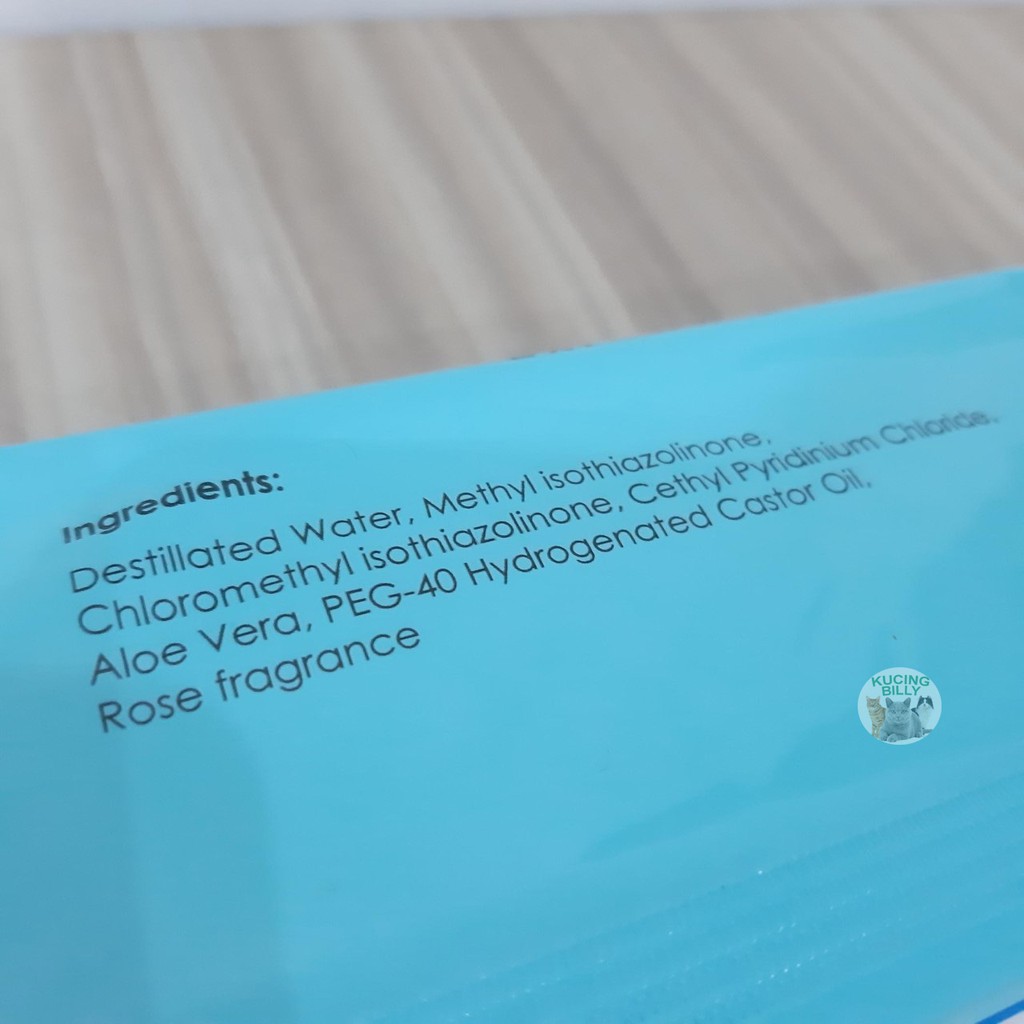 Ingredients:
Destillated Water, Methyl isothiazolinone,
Chloromethyl isothiazolinone, Cethyl Pyridinium Chloride.
Aloe Vera, PEG-40 Hydrogenated Castor Oil,
Rose fragrance
KUCING
BILLY